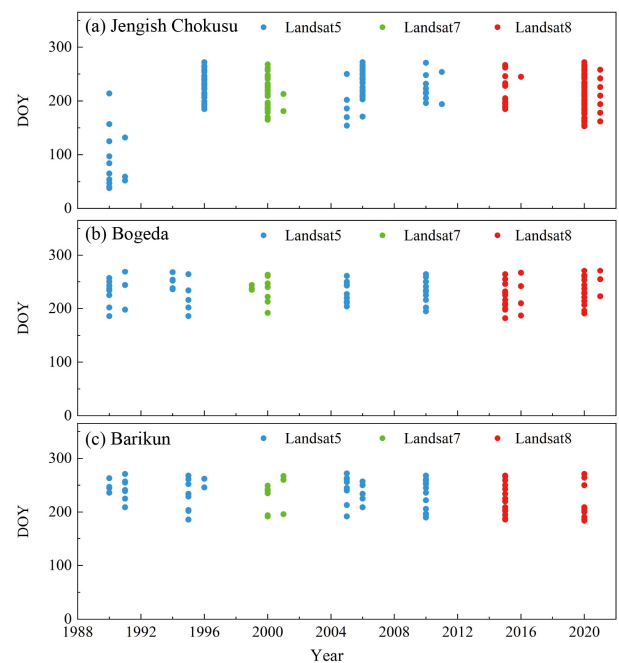 (a) Jengish Chokusu Landsat5 Landsat7 Landsat8
300
200
DOY
100
0
(b) Bogeda Landsat5 Landsat7 Landsat8
300
200
DOY
100
0
(c) Barikun Landsat5 Landsat7 Landsat8
300
200
DOY
100
0
1988 1992 1996 2000 2004 2008 2012 2016 2020
Year